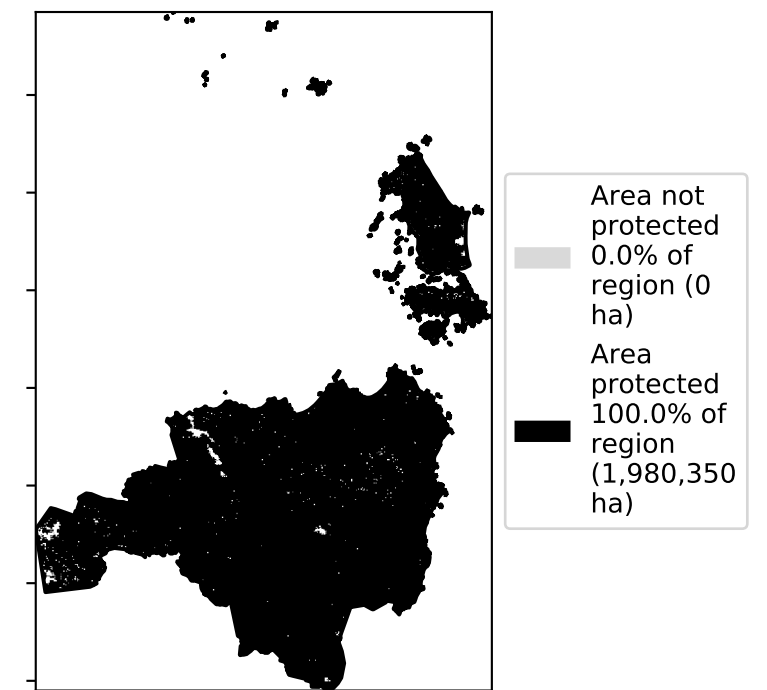 Area not
protected
0.0% of
region (0
ha)
Area
protected
100.0% of
region
(1,980,350
ha)